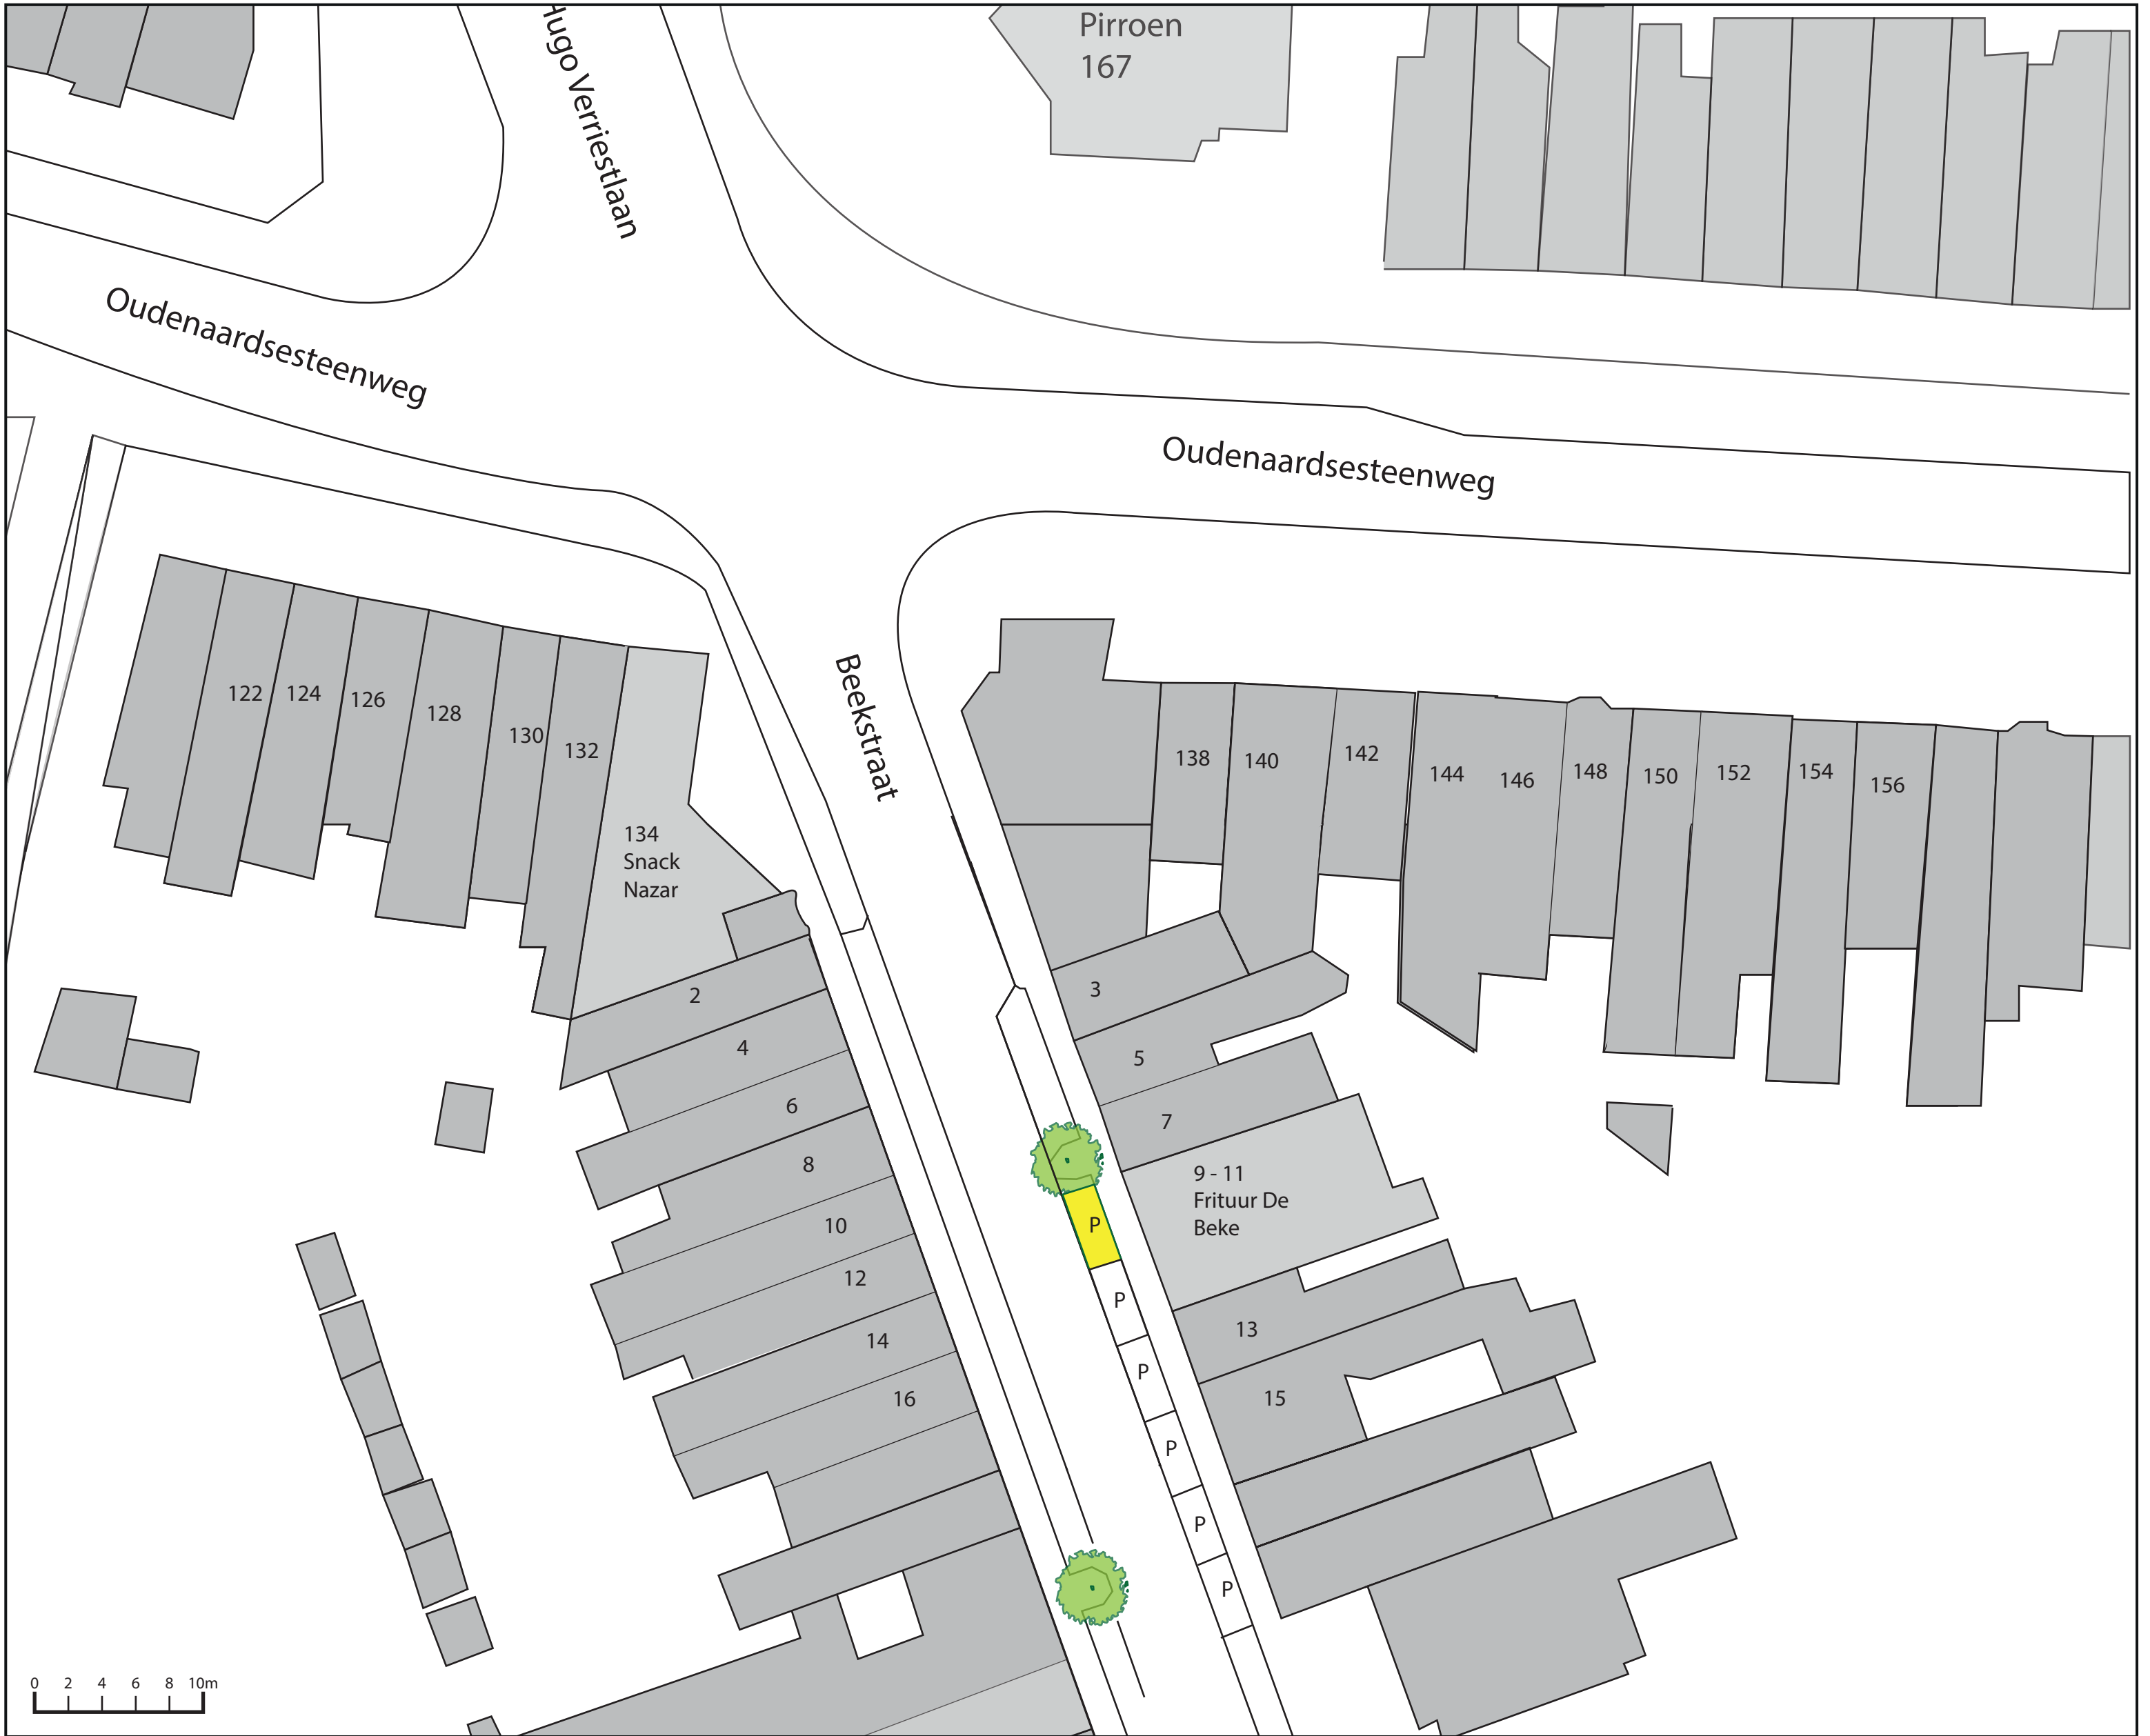 Hugo Verriestlaan
Pirroen
167
Oudenaardsesteenweg
Oudenaardsesteenweg
Beekstraat
122
124
126
128
130
132
134
Snack
Nazar
138
140
142
144
146
148
150
152
154
156
2
4
6
8
10
12
14
16
3
5
7
9 - 11
Frituur De
Beke
13
15
P
P
P
P
P
P
0 2 4 6 8 10m